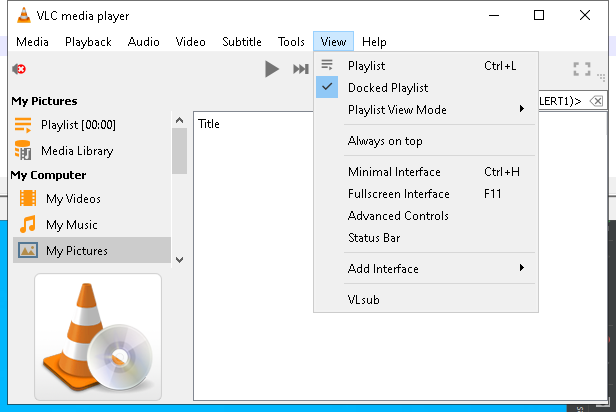 VLC media player
Media Playback Audio Video Subtitle Tools View Help
My Pictures
Playlist [00:00]
Media Library
My Computer
My Videos
My Music
My Pictures
Title
LERT1)>
Playlist Ctrl+L
Docked Playlist
Playlist View Mode
Always on top
Minimal Interface Ctrl+H
Fullscreen Interface F11
Advanced Controls
Status Bar
Add Interface
VLsub